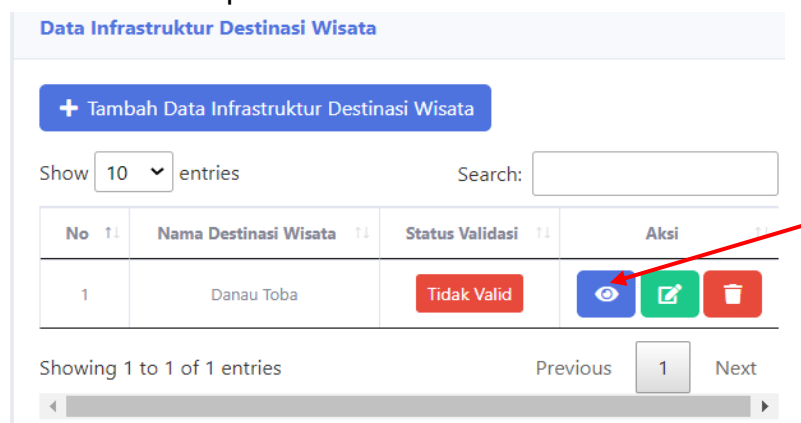 Data Infrastruktur Destinasi Wisata
+ Tambah Data Infrastruktur Destinasi Wisata
Show 10 entries Search:
No Nama Destinasi Wisata Status Validasi Aksi
1 Danau Toba Tidak Valid
Showing 1 to 1 of 1 entries Previous 1 Next